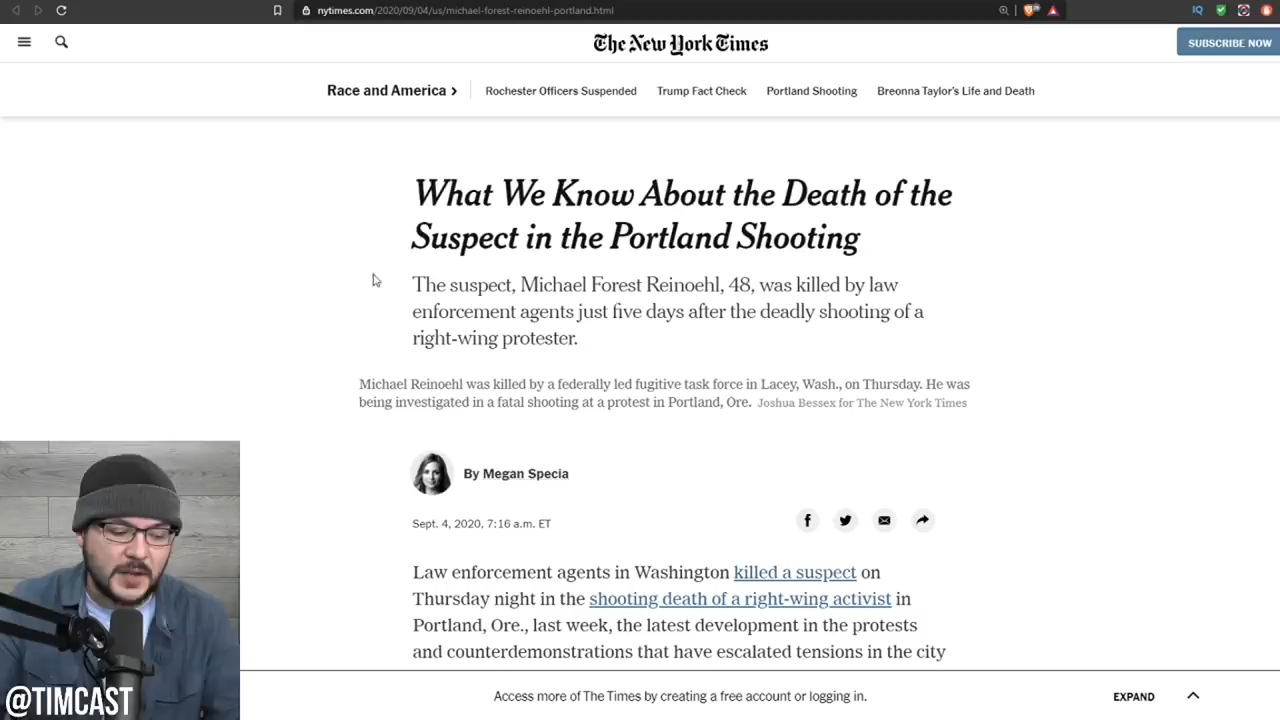 nytimes.com/2020/09/04/us/michael-forest-reinoehl-portland.html
The New York Times
SUBSCRIBE NOW
Race and America >
Rochester Officers Suspended
Trump Fact Check
Portland Shooting
Breonna Taylor's Life and Death
What We Know About the Death of the
Suspect in the Portland Shooting
The suspect, Michael Forest Reinoehl, 48, was killed by law
enforcement agents just five days after the deadly shooting of a
right-wing protester.
Michael Reinoehl was killed by a federally led fugitive task force in Lacey, Wash., on Thursday. He was
being investigated in a fatal shooting at a protest in Portland, Ore. Joshua Bessex for The New York Times
By Megan Specia
Sept. 4, 2020, 7:16 a.m. ET
Law enforcement agents in Washington killed a suspect on
Thursday night in the shooting death of a right-wing activist in
Portland, Ore., last week, the latest development in the protests
and counterdemonstrations that have escalated tensions in the city
Access more of The Times by creating a free account or logging in.
EXPAND
@TIMCAST